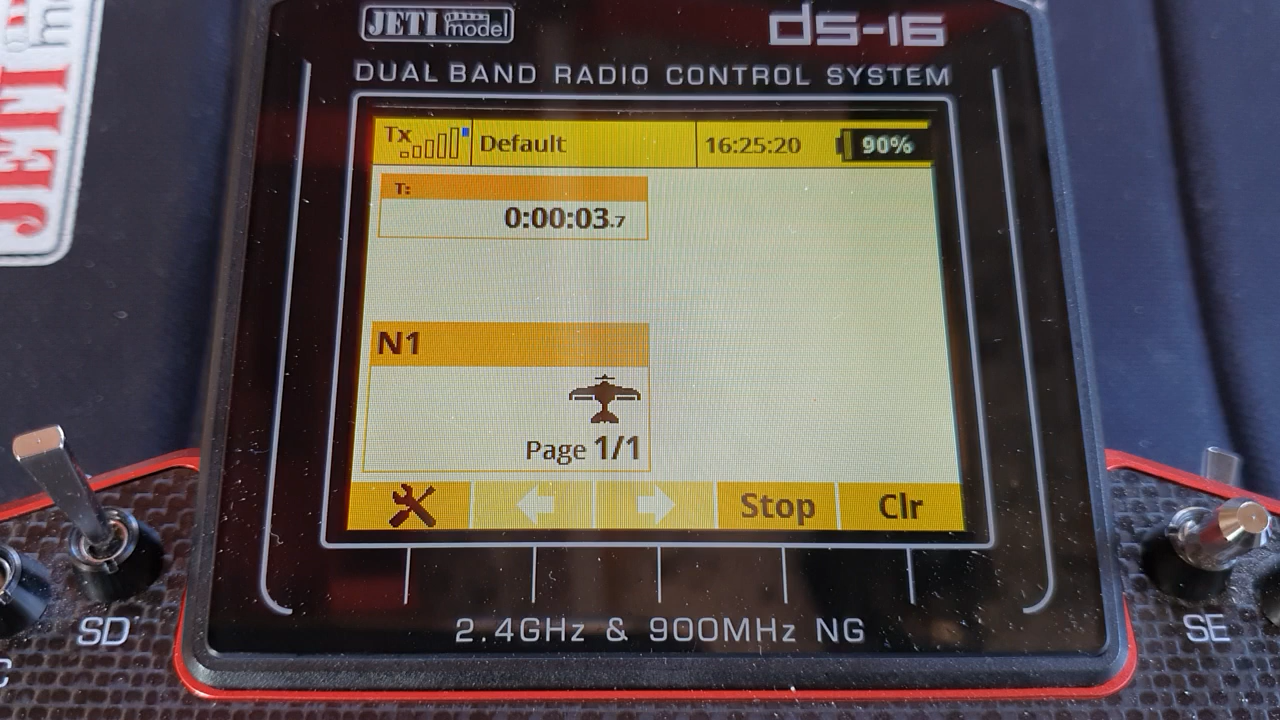 JETI model
ds-16
JETI
DUAL BAND RADIO CONTROL SYSTEM
Tx
Default
16:25:20
90%
T:
0:00:03.7
N1
Page 1/1
Stop
Clr
2.4GHz & 900MHz NG
SD
SE